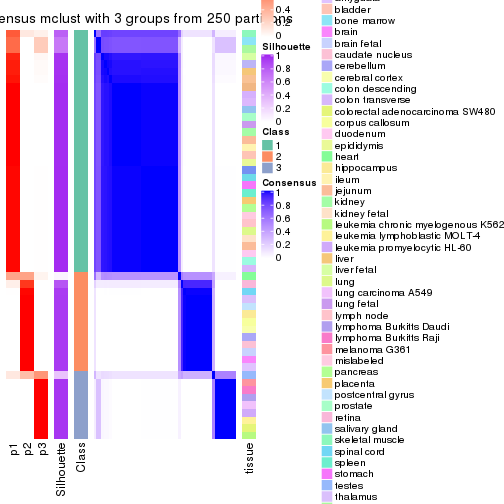 ensus mclust with 3 groups from 250 parti ons
0.4
0.2
0
Silhouette
1
0.8
0.6
0.4
0.2
0
Class
1
2
3
Consensus
1
0.8
0.6
0.4
0.2
0
bladder
bone marrow
brain
brain fetal
caudate nucleus
cerebellum
cerebral cortex
colon descending
colon transverse
colorectal adenocarcinoma SW480
corpus callosum
duodenum
epididymis
heart
hippocampus
ileum
jejunum
kidney
kidney fetal
leukemia chronic myelogenous K562
leukemia lymphoblastic MOLT-4
leukemia promyelocytic HL-60
liver
liver fetal
lung
lung carcinoma A549
lung fetal
lymph node
lymphoma Burkitts Daudi
lymphoma Burkitts Raji
melanoma G361
mislabeled
pancreas
placenta
postcentral gyrus
prostate
retina
salivary gland
skeletal muscle
spinal cord
spleen
stomach
testes
thalamus
p1
p2
p3
Silhouette
Class
tissue